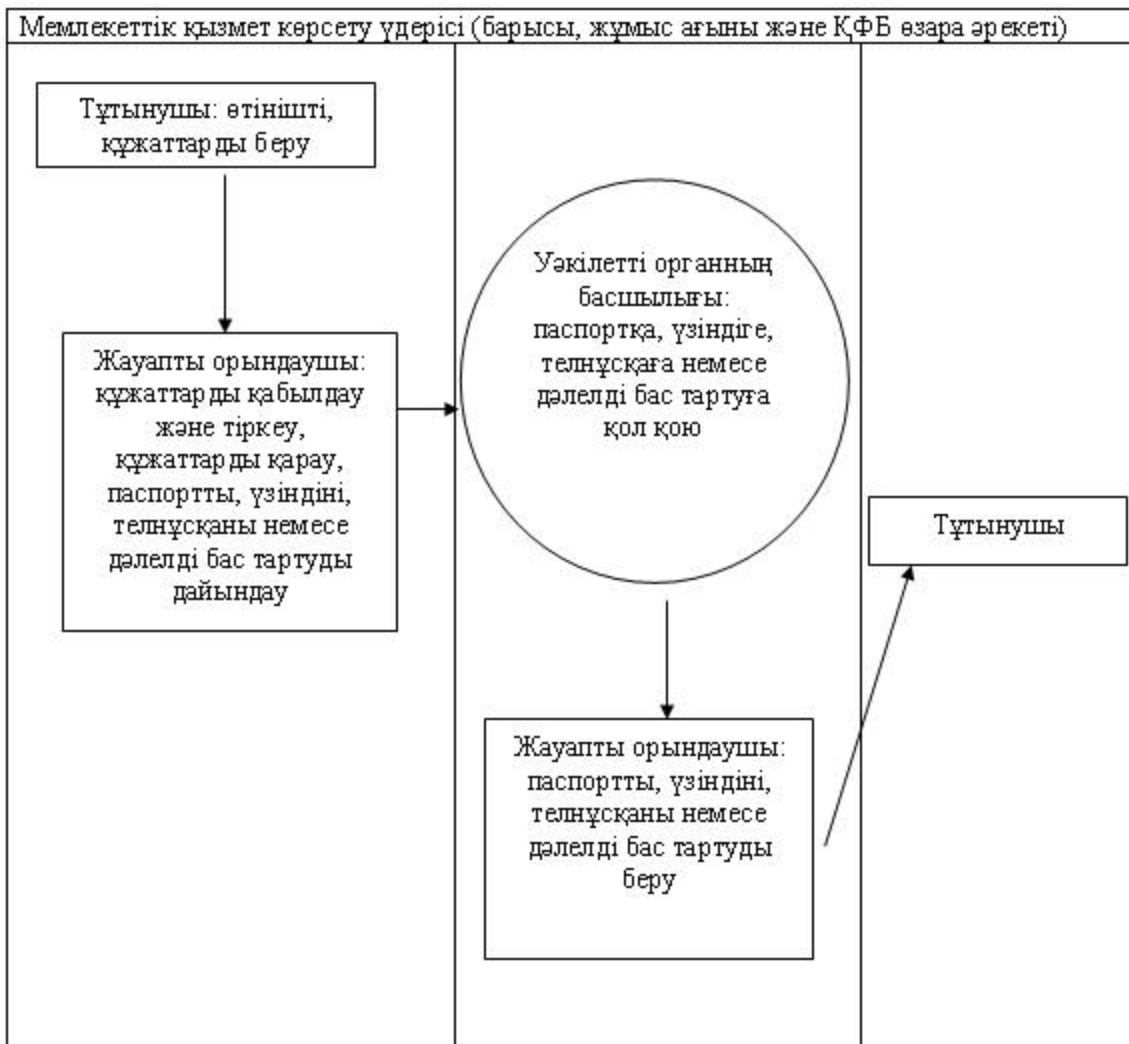 Мемлекеттік қызмет көрсету үдерісі (барысы, жұмыс ағыны және ҚФБ өзара әрекеті)
Тұтынушы: өтінішті,
құжаттарды беру
Жауапты орындаушы:
құжаттарды қабылдау
және тіркеу,
құжаттарды қарау,
паспортты, үзіндіні,
телнұсқаны немесе
дәлелді бас тартуды
дайындау
Уәкілетті органның
басшылығы:
паспортқа, үзіндіге,
телнұсқаға немесе
дәлелді бас тартуға
қол қою
Жауапты орындаушы:
паспортты, үзіндіні,
телнұсқаны немесе
дәлелді бас тартуды
беру
Тұтынушы